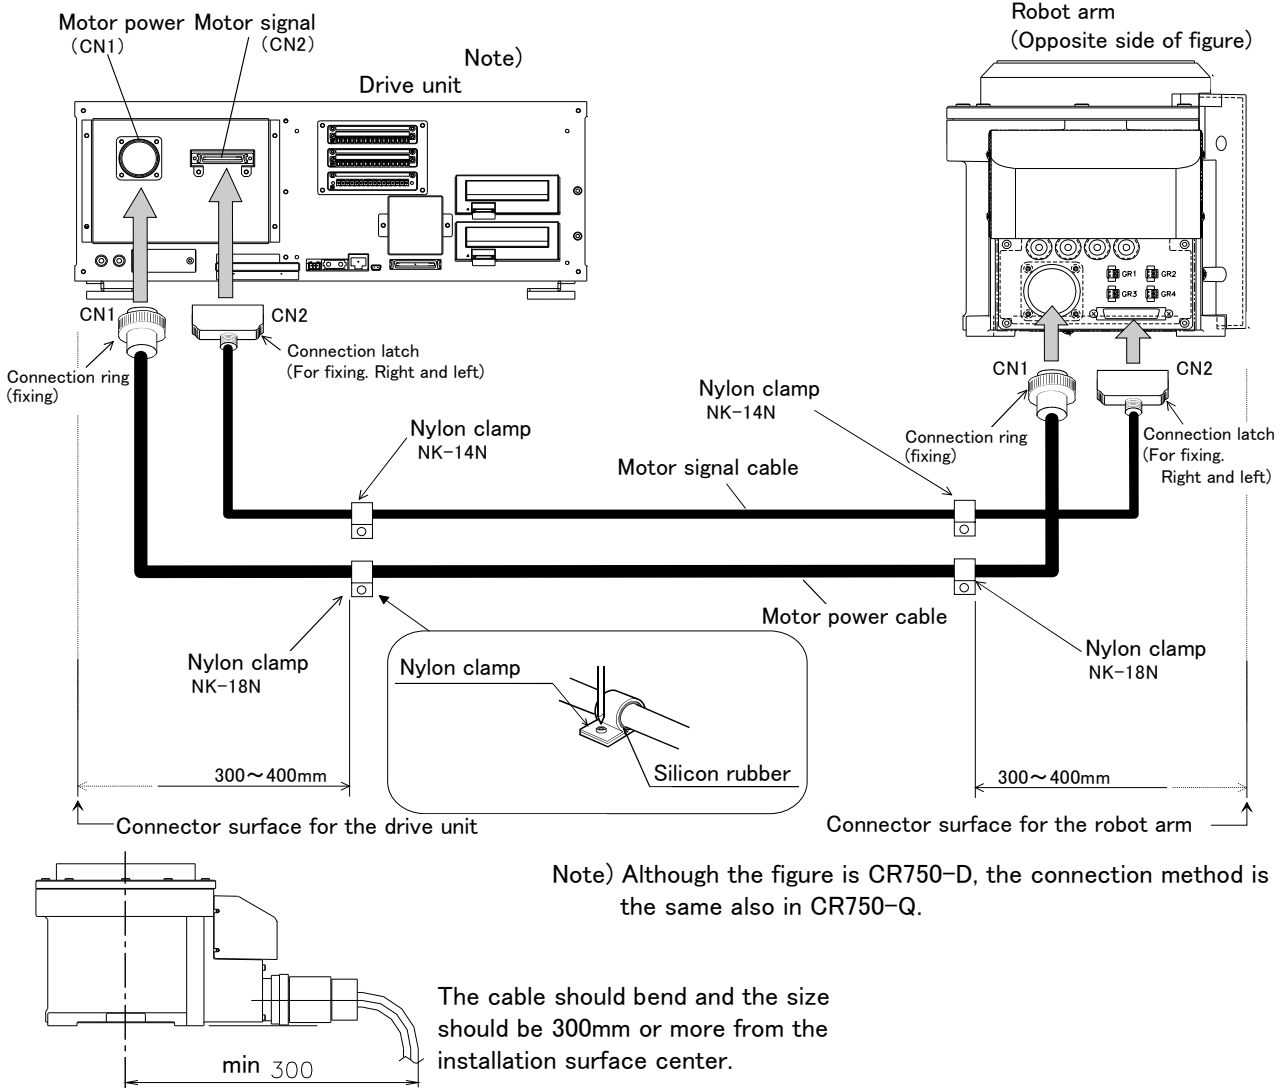 Motor power
(CN1)
Motor signal
(CN2)
Note)
Drive unit
Robot arm
(Opposite side of figure)
GR1
GR2
GR3
GR4
CN1
CN2
Connection ring
(fixing)
Connection latch
(For fixing. Right and left)
CN1
CN2
Connection ring
(fixing)
Connection latch
(For fixing.
Right and left)
Nylon clamp
NK-14N
Nylon clamp
NK-14N
Motor signal cable
Motor power cable
Nylon clamp
NK-18N
Nylon clamp
NK-18N
Nylon clamp
Silicon rubber
300～400mm
300～400mm
Connector surface for the drive unit
Connector surface for the robot arm
Note) Although the figure is CR750-D, the connection method is
the same also in CR750-Q.
The cable should bend and the size
should be 300mm or more from the
installation surface center.
min 300